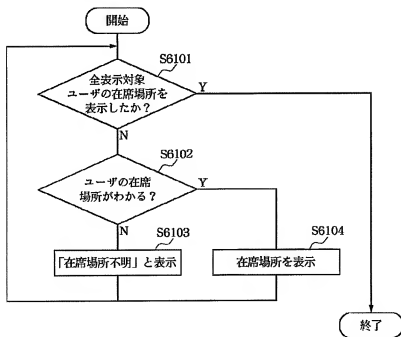 開始
S6101
全表示対象
ユーザの在席場所を
表示したか？
Y
N
S6102
ユーザの在席
場所がわかる？
Y
N
S6103
「在席場所不明」と表示
S6104
在席場所を表示
終了